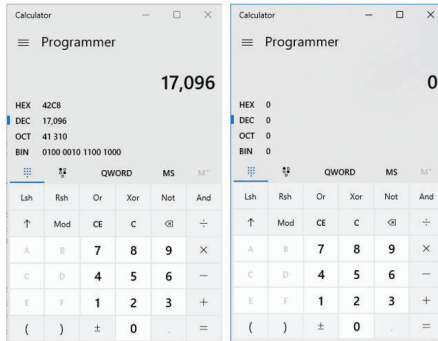 Calculator
Programmer
17,096
HEX 42C8
DEC 17,096
OCT 41 310
BIN 0100 0010 1100 1000
QWORD MS M˅
Lsh Rsh Or Xor Not And
↑ Mod CE C ⌫ ÷
A B 7 8 9 ×
C D 4 5 6 −
E F 1 2 3 +
( ) ± 0 . =
Calculator
Programmer
0
HEX 0
DEC 0
OCT 0
BIN 0
QWORD MS M˅
Lsh Rsh Or Xor Not And
↑ Mod CE C ⌫ ÷
A B 7 8 9 ×
C D 4 5 6 −
E F 1 2 3 +
( ) ± 0 . =